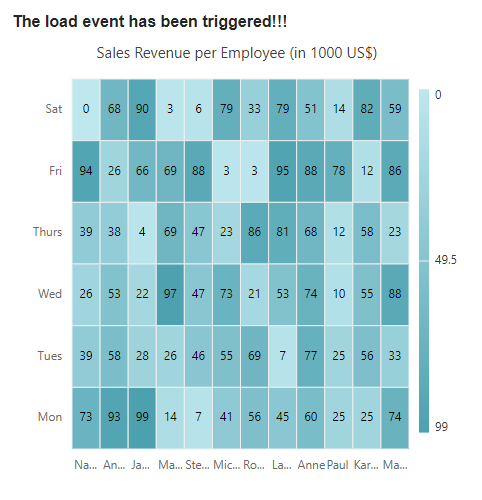 The load event has been triggered!!!
Sales Revenue per Employee (in 1000 US$)
Sat 0 68 90 3 6 79 33 79 51 14 82 59
Fri 94 26 66 69 88 3 3 95 88 78 12 86
Thurs 39 38 4 69 47 23 86 81 68 12 58 23
Wed 26 53 22 97 47 73 21 53 74 10 55 88
Tues 39 58 28 26 46 55 69 7 77 25 56 33
Mon 73 93 99 14 7 41 56 45 60 25 25 74
Na... An... Ja... Ma... Ste... Mic... Ro... La... Anne Paul Kar... Ma...
0
49.5
99